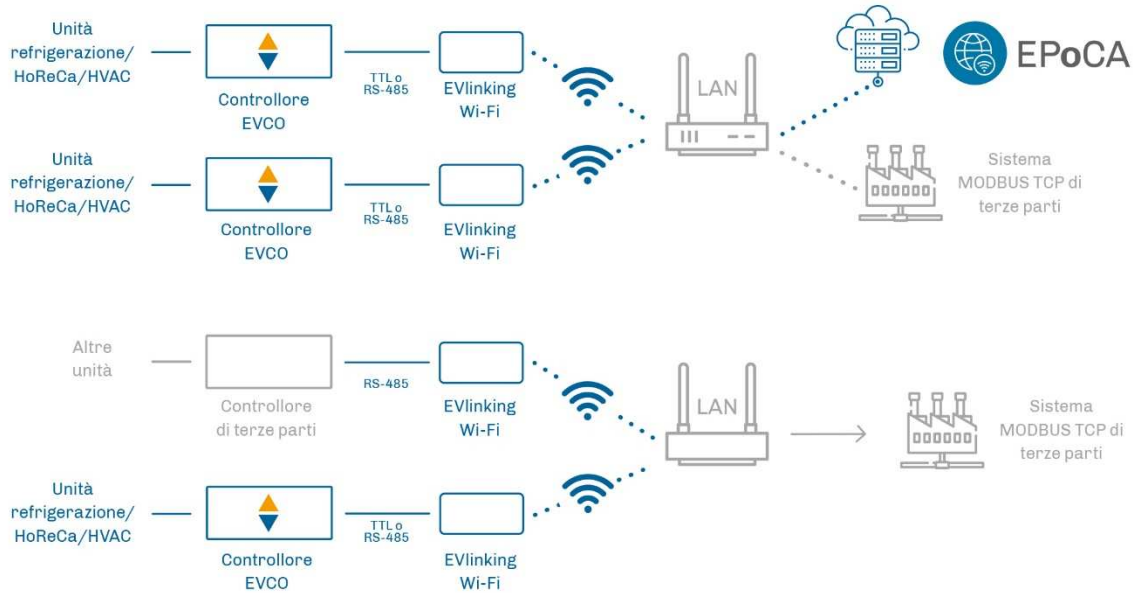 Unità
refrigerazione/
HoReCa/HVAC
Controllore
EVCO
TTL o
RS-485
EVlinking
Wi-Fi
LAN
EPoCA
Unità
refrigerazione/
HoReCa/HVAC
Controllore
EVCO
TTL o
RS-485
EVlinking
Wi-Fi
Sistema
MODBUS TCP di
terze parti
Altre
unità
Controllore
di terze parti
RS-485
EVlinking
Wi-Fi
LAN
Sistema
MODBUS TCP di
terze parti
Unità
refrigerazione/
HoReCa/HVAC
Controllore
EVCO
TTL o
RS-485
EVlinking
Wi-Fi